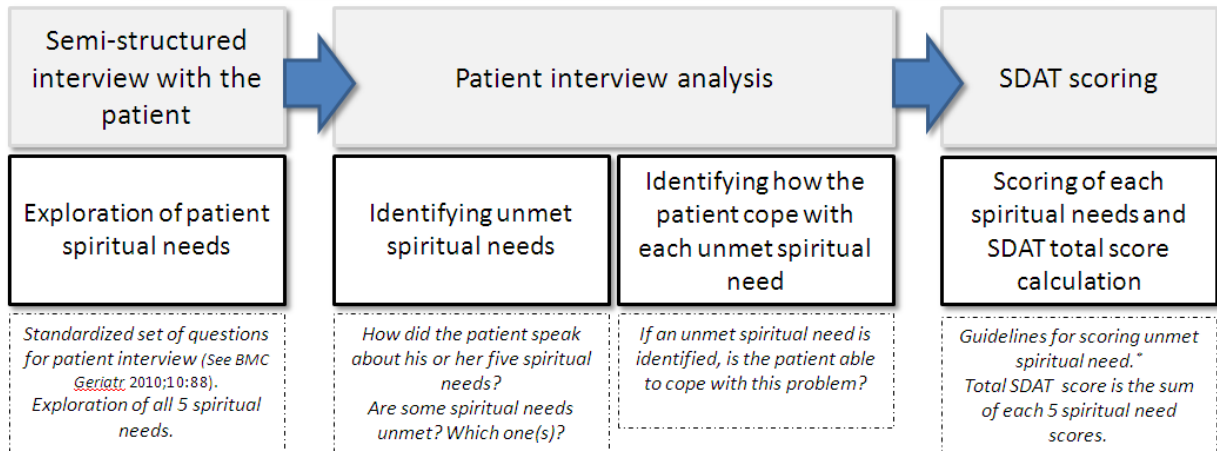 Semi-structured
interview with the
patient
Patient interview analysis
SDAT scoring
Exploration of patient
spiritual needs
Identifying unmet
spiritual needs
Identifying how the
patient cope with
each unmet spiritual
need
Scoring of each
spiritual needs and
SDAT total score
calculation
Standardized set of questions
for patient interview (See BMC
Geriatr 2010;10:88).
Exploration of all 5 spiritual
needs.
How did the patient speak
about his or her five spiritual
needs?
Are some spiritual needs
unmet? Which one(s)?
If an unmet spiritual need is
identified, is the patient able
to cope with this problem?
Guidelines for scoring unmet
spiritual need.*
Total SDAT score is the sum
of each 5 spiritual need
scores.